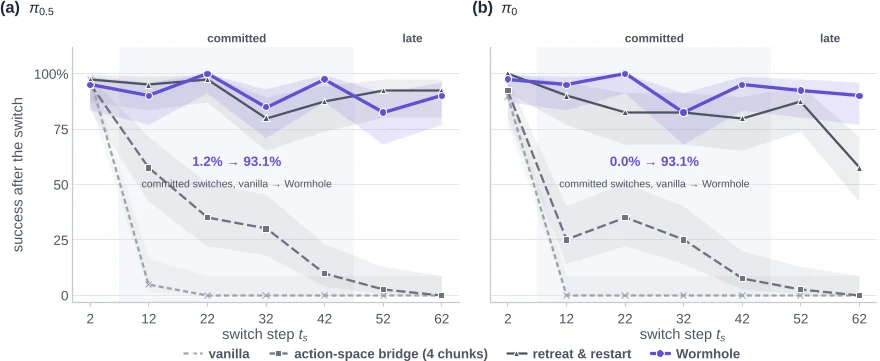 (a) π0.5
committed late
100%
75
50
25
0
success after the switch
1.2% → 93.1%
committed switches, vanilla → Wormhole
2 12 22 32 42 52 62
switch step ts
(b) π0
committed late
0.0% → 93.1%
committed switches, vanilla → Wormhole
2 12 22 32 42 52 62
switch step ts
vanilla action-space bridge (4 chunks) retreat & restart Wormhole